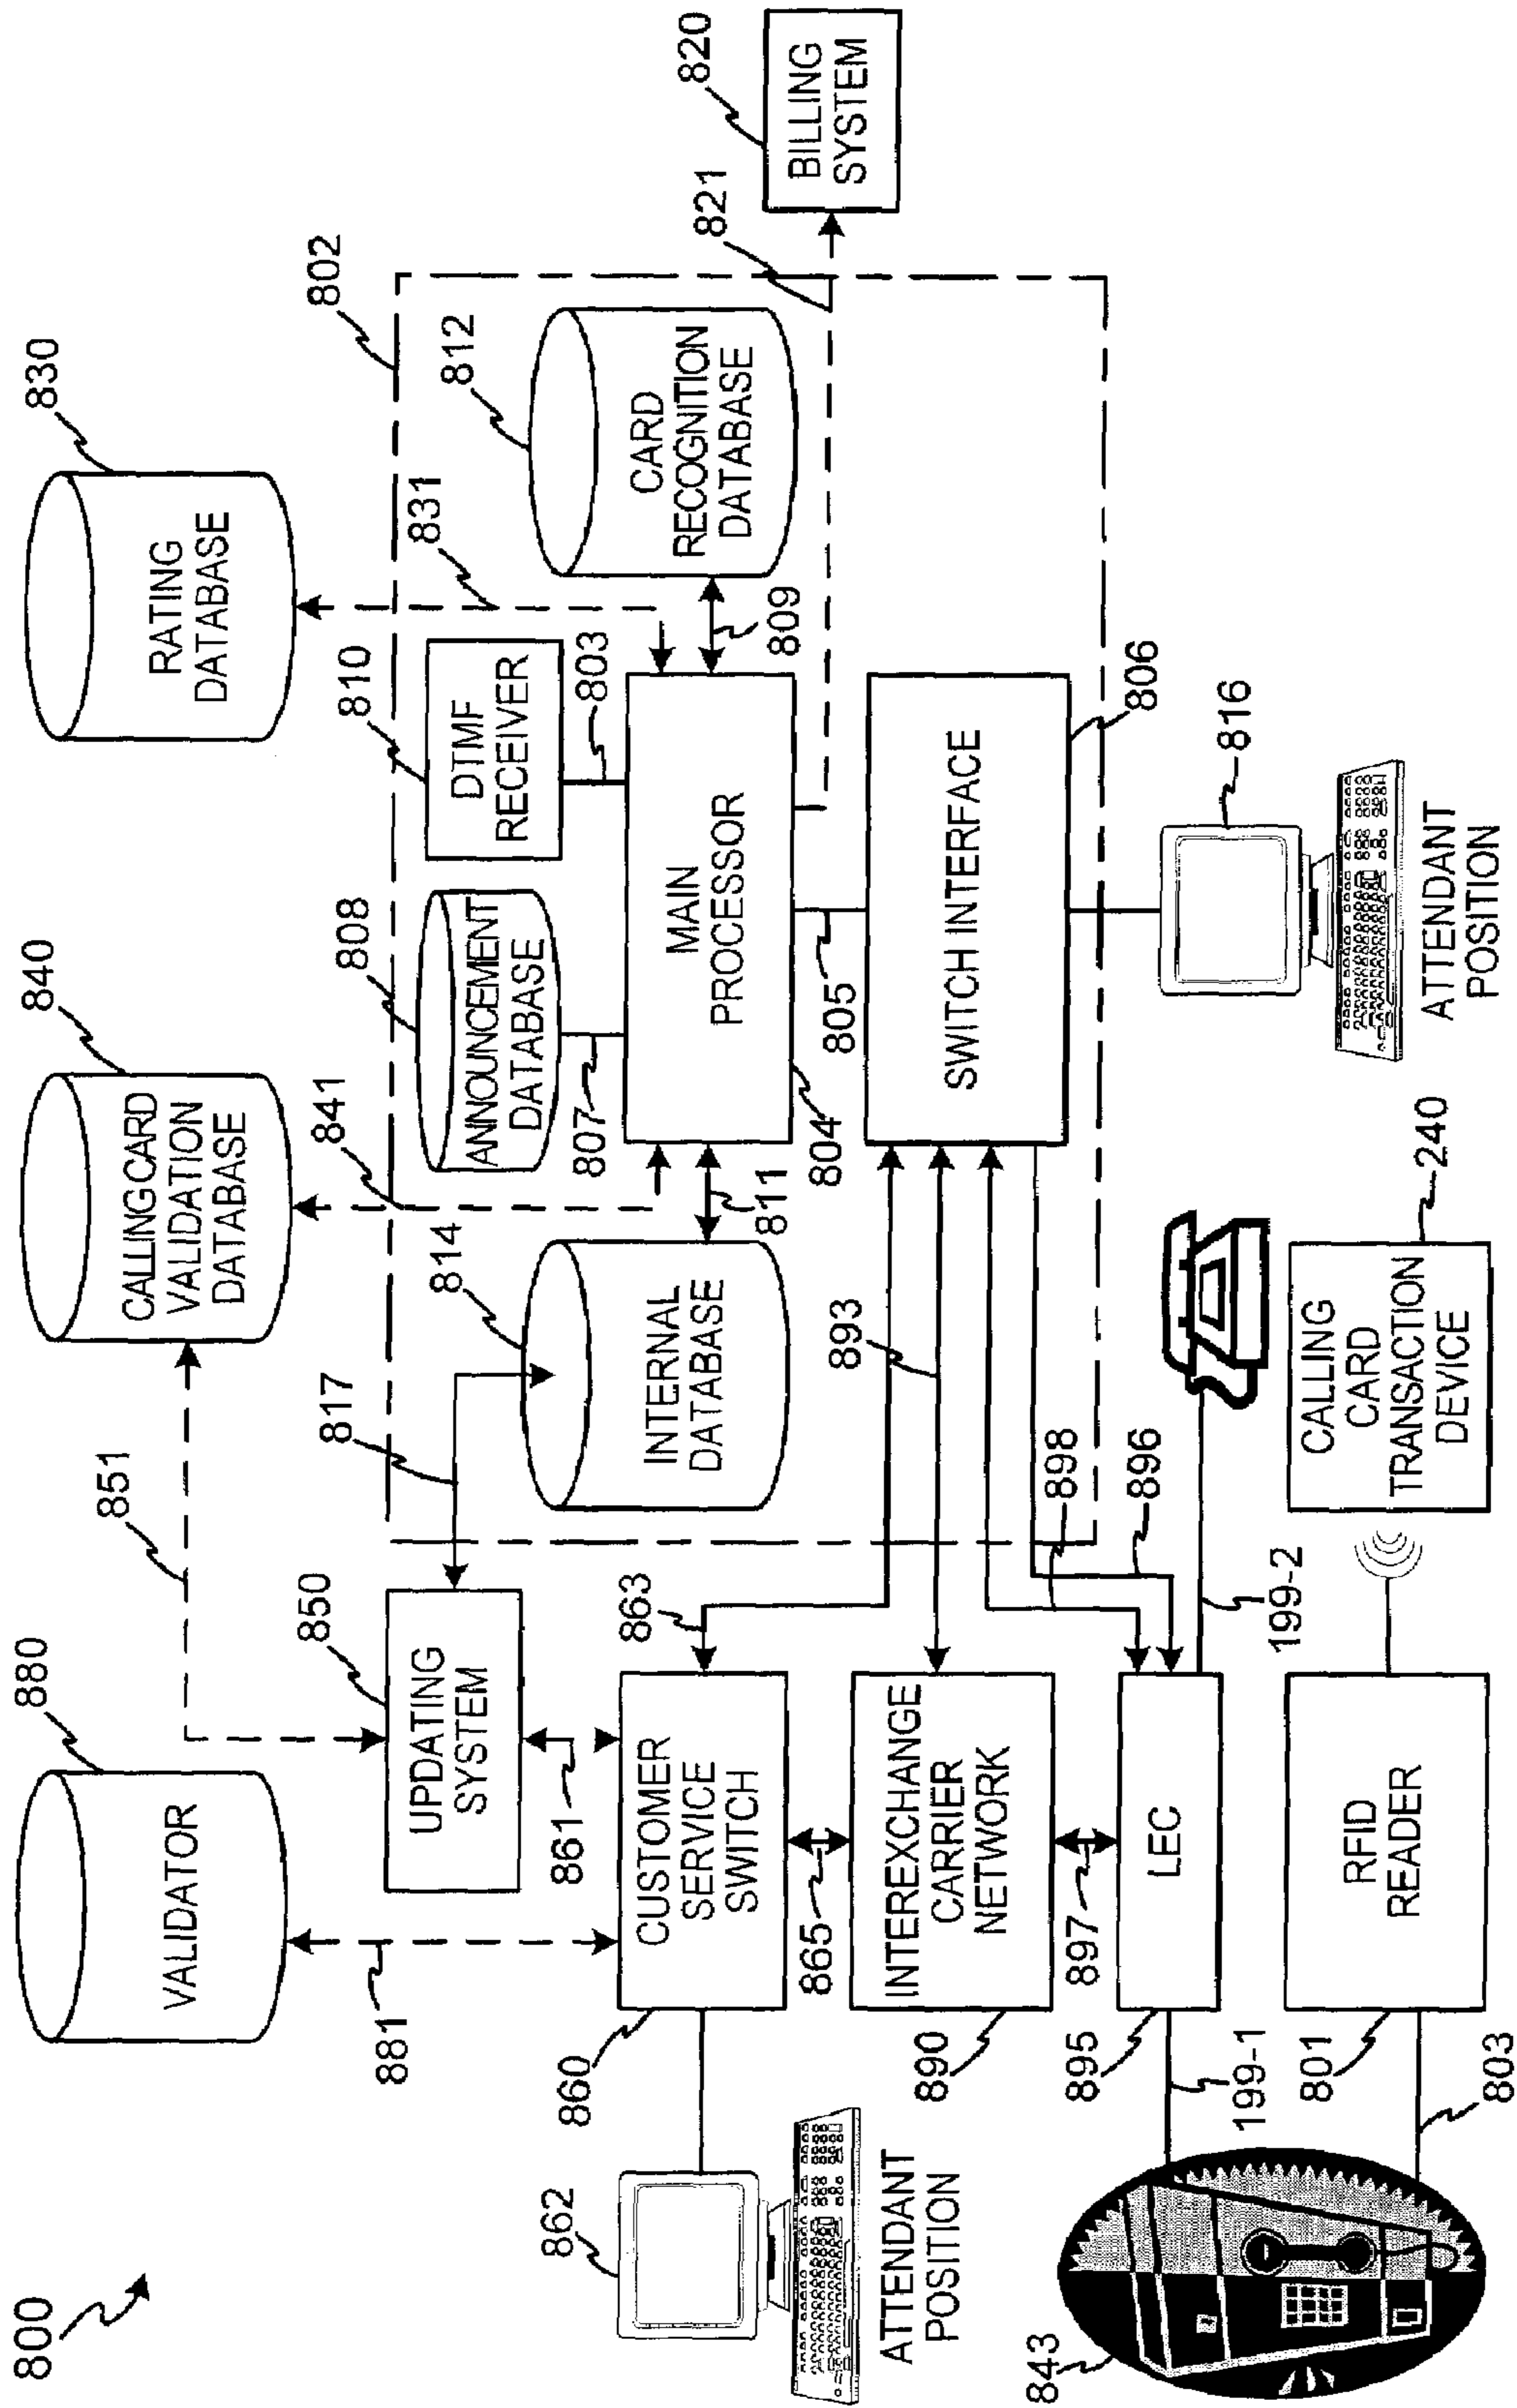 800
880
VALIDATOR
881
851
840
CALLING CARD
VALIDATION
DATABASE
841
830
RATING
DATABASE
831
802
850
UPDATING
SYSTEM
817
861
814
INTERNAL
DATABASE
811
808
ANNOUNCEMENT
DATABASE
807
810
DTMF
RECEIVER
803
812
CARD
RECOGNITION
DATABASE
809
821
820
BILLING
SYSTEM
862
ATTENDANT
POSITION
860
CUSTOMER
SERVICE
SWITCH
863
865
804
MAIN
PROCESSOR
805
890
INTEREXCHANGE
CARRIER
NETWORK
893
897
SWITCH INTERFACE
806
895
LEC
898
896
199-1
199-2
816
ATTENDANT
POSITION
843
801
RFID
READER
803
CALLING
CARD
TRANSACTION
DEVICE
240